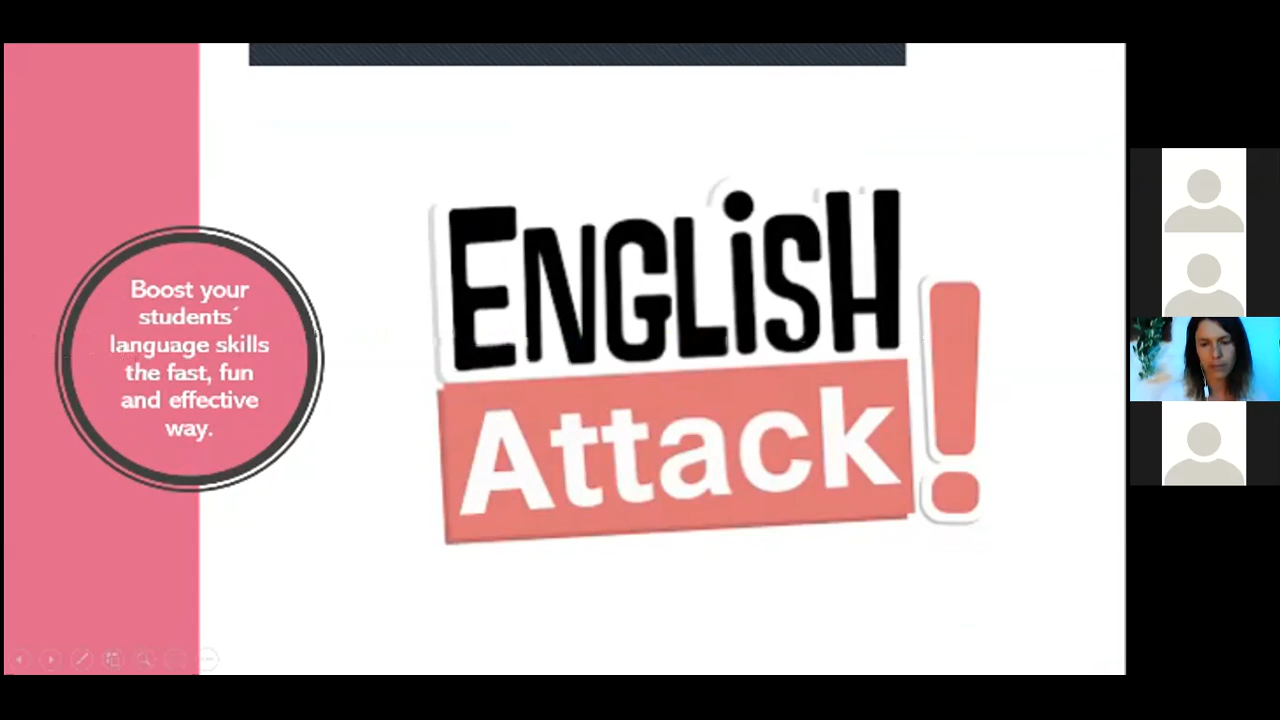 Boost your
students´
language skills
the fast, fun
and effective
way.
ENGLiSH
Attack!